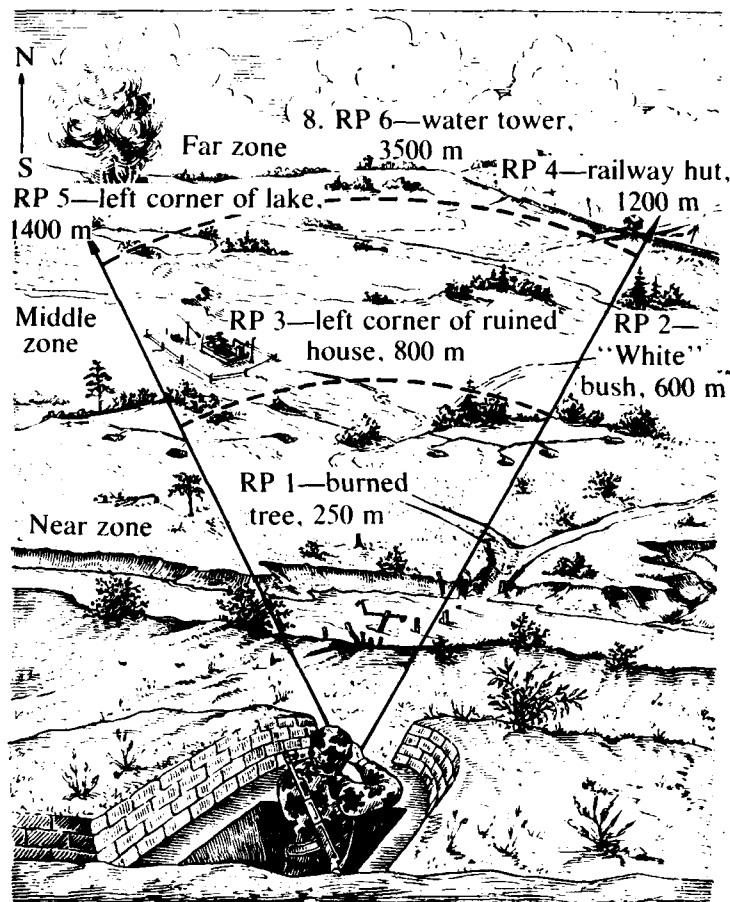 N
S
Far zone
8. RP 6—water tower,
3500 m
RP 4—railway hut,
1200 m
RP 5—left corner of lake,
1400 m
Middle
zone
RP 3—left corner of ruined
house, 800 m
RP 2—
"White"
bush, 600 m
RP 1—burned
tree, 250 m
Near zone